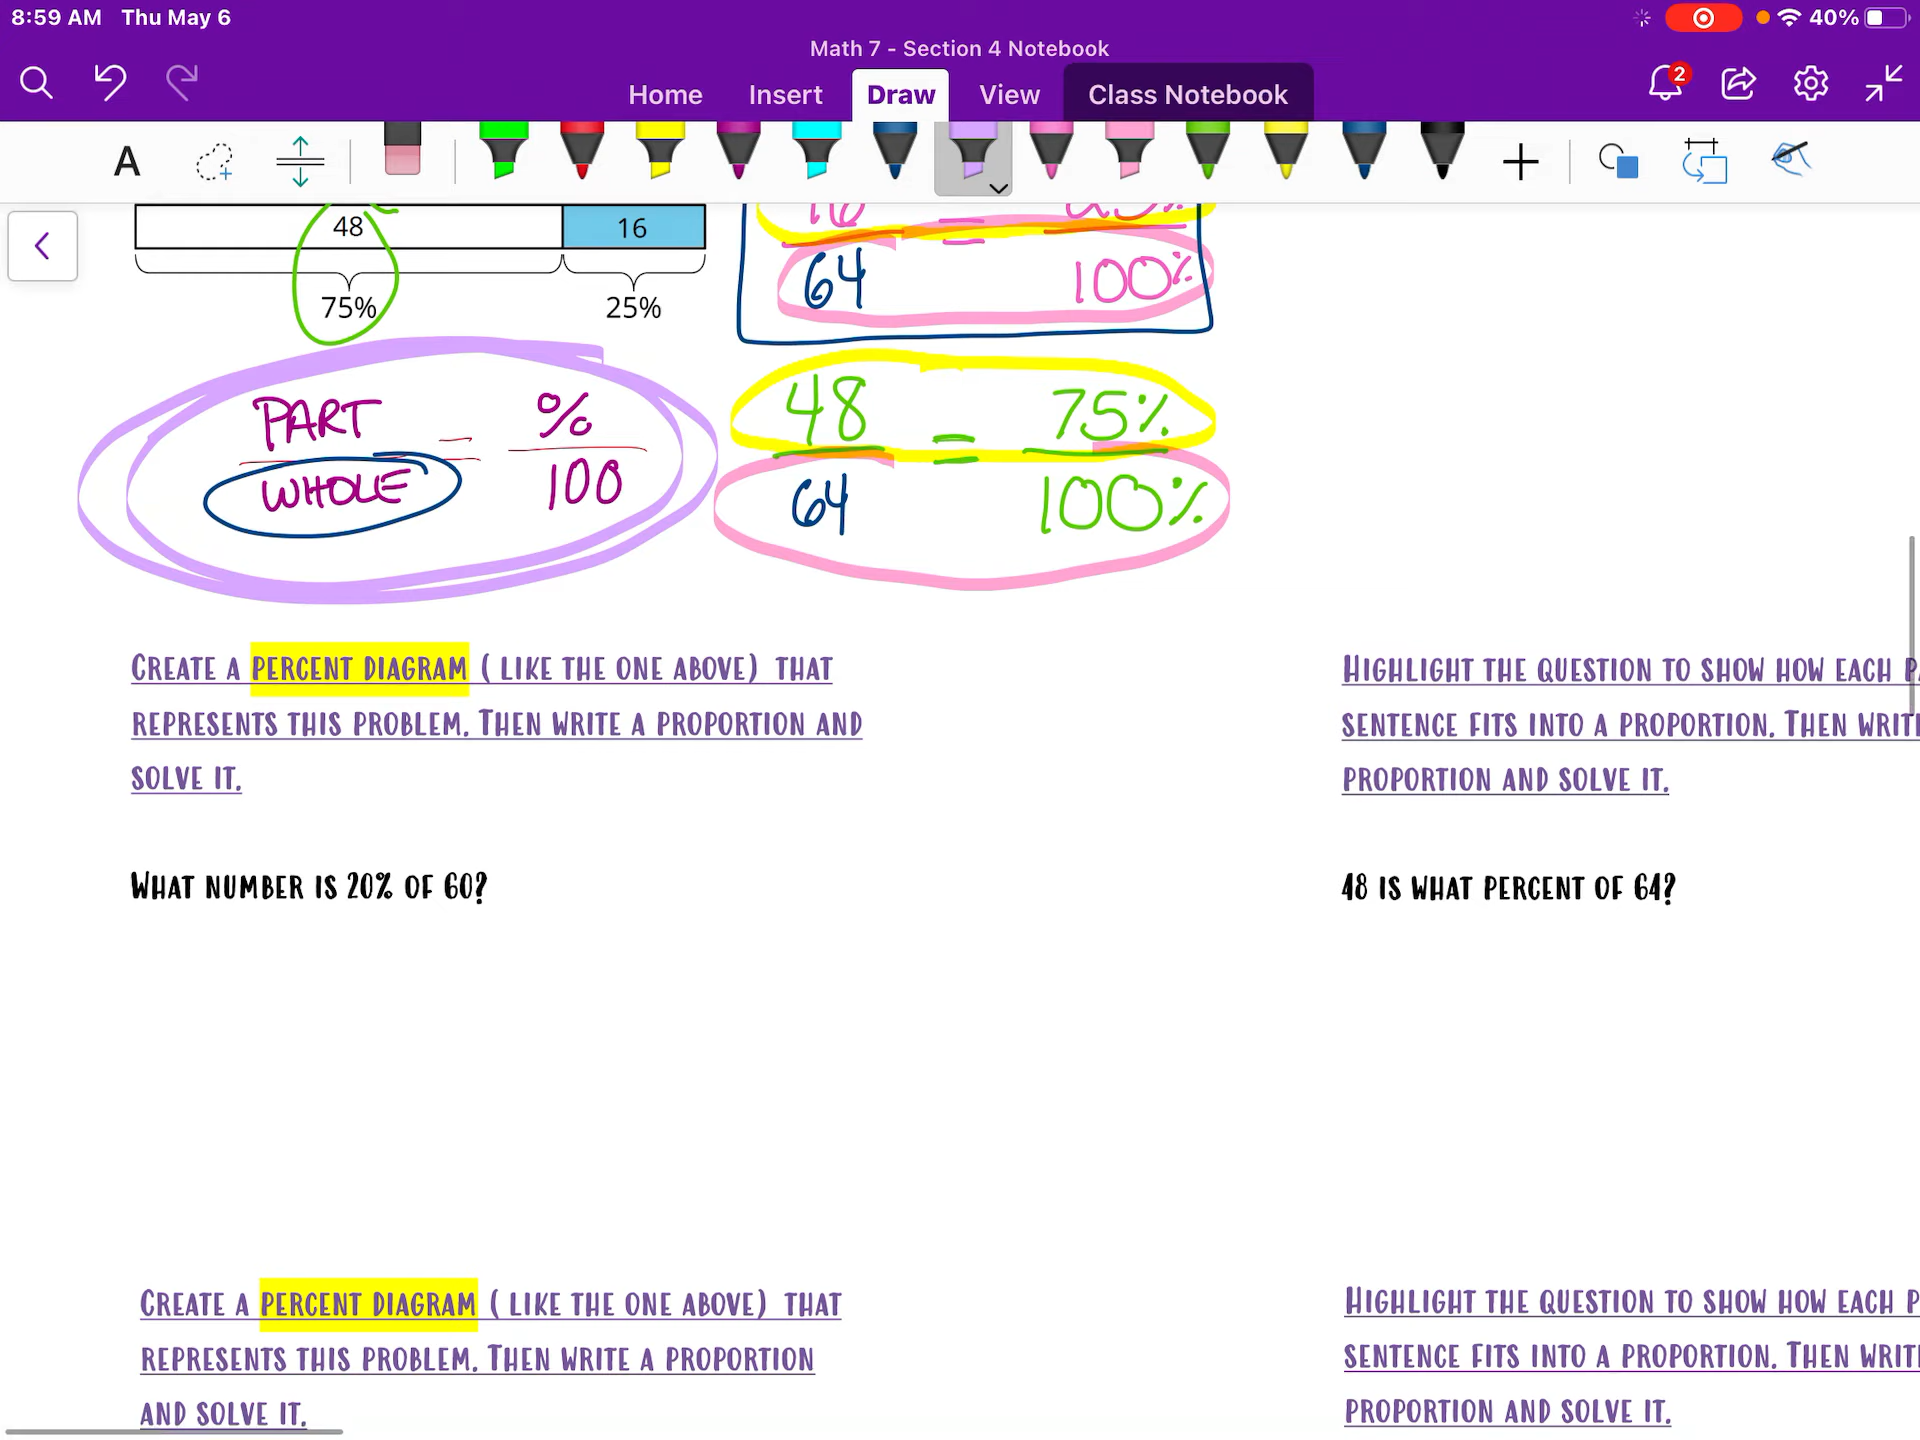 8:59 AM Thu May 6
40%
Math 7 - Section 4 Notebook
2
Home Insert Draw View Class Notebook
A
48 16
75% 25%
64 100%
PART = %
WHOLE 100
48 = 75%
64 100%
CREATE A PERCENT DIAGRAM ( LIKE THE ONE ABOVE) THAT
REPRESENTS THIS PROBLEM. THEN WRITE A PROPORTION AND
SOLVE IT.
HIGHLIGHT THE QUESTION TO SHOW HOW EACH
SENTENCE FITS INTO A PROPORTION. THEN WRIT
PROPORTION AND SOLVE IT.
WHAT NUMBER IS 20% OF 60?
48 IS WHAT PERCENT OF 64?
CREATE A PERCENT DIAGRAM ( LIKE THE ONE ABOVE) THAT
REPRESENTS THIS PROBLEM. THEN WRITE A PROPORTION
AND SOLVE IT.
HIGHLIGHT THE QUESTION TO SHOW HOW EACH P
SENTENCE FITS INTO A PROPORTION. THEN WRIT
PROPORTION AND SOLVE IT.